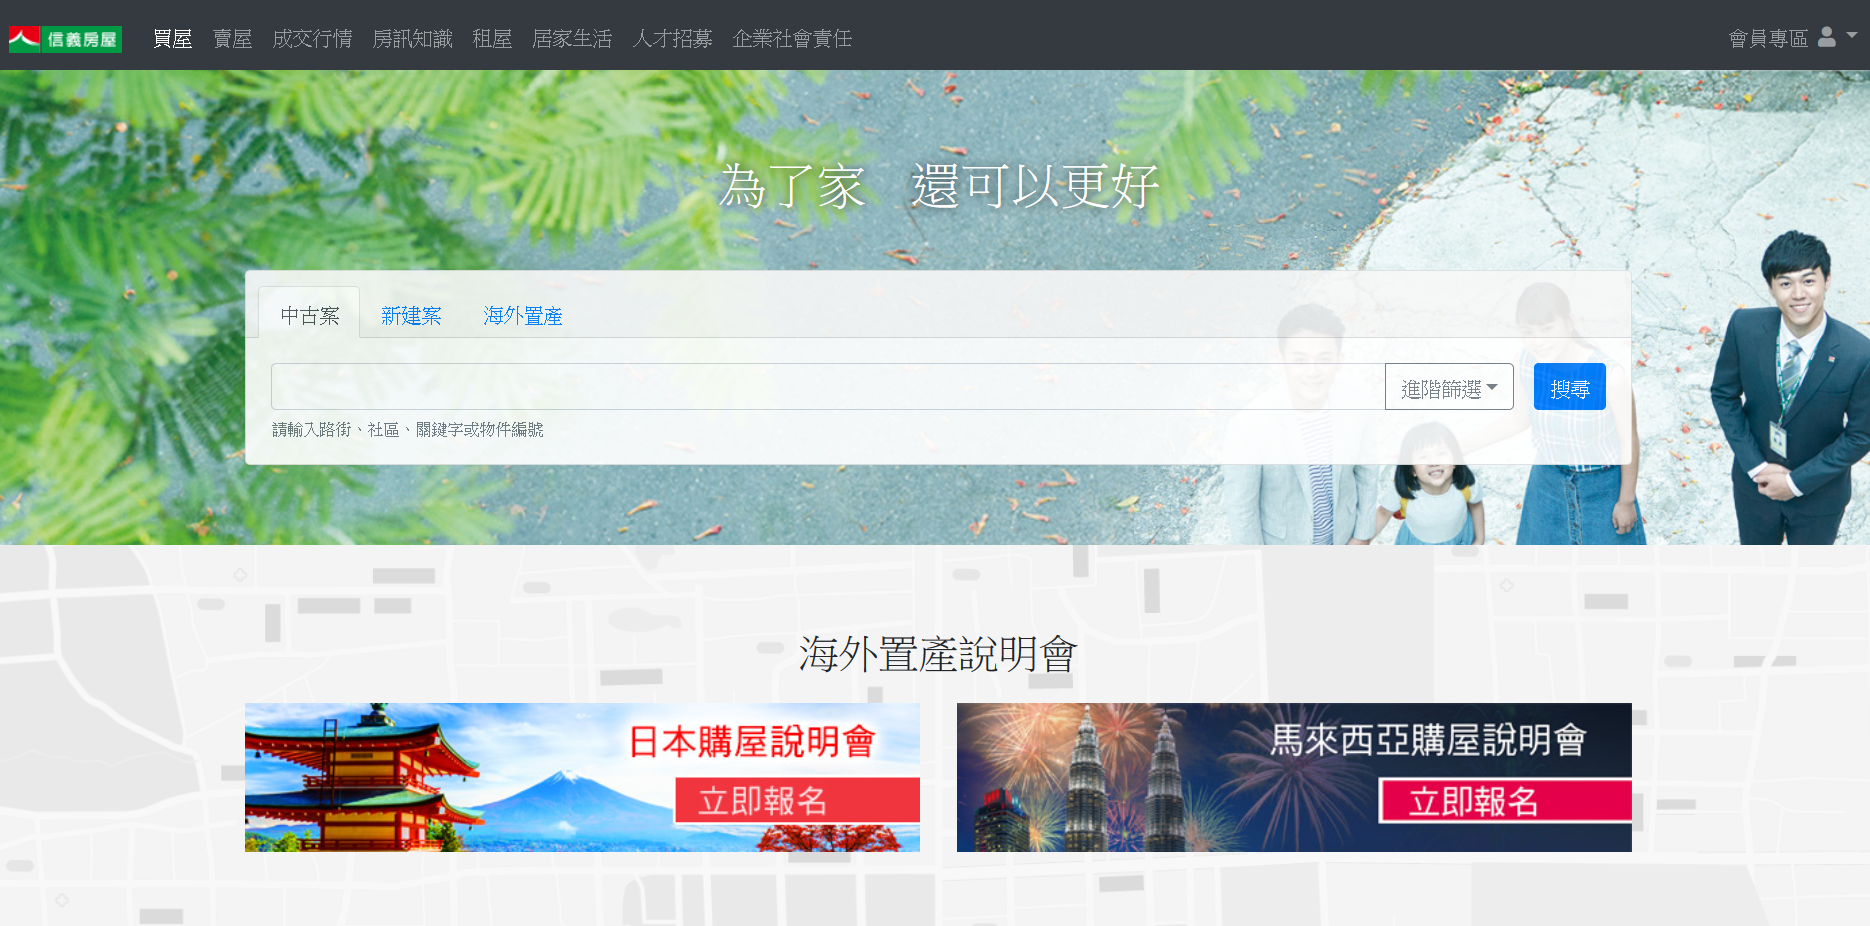 信義房屋 買屋 賣屋 成交行情 房訊知識 租屋 居家生活 人才招募 企業社會責任 會員專區
為了家 還可以更好
中古案 新建案 海外置產
進階篩選 搜尋
請輸入路街、社區、關鍵字或物件編號
海外置產說明會
日本購屋說明會
立即報名
馬來西亞購屋說明會
立即報名